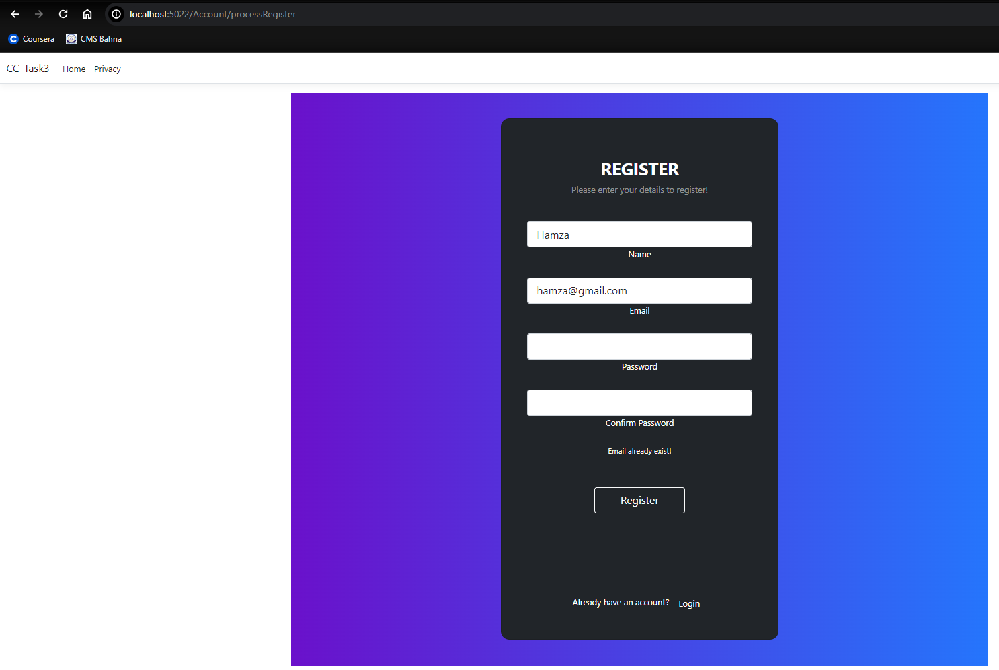 localhost:5022/Account/processRegister
Coursera CMS Bahria
CC_Task3 Home Privacy
REGISTER
Please enter your details to register!
Hamza
Name
hamza@gmail.com
Email
Password
Confirm Password
Email already exist!
Register
Already have an account? Login